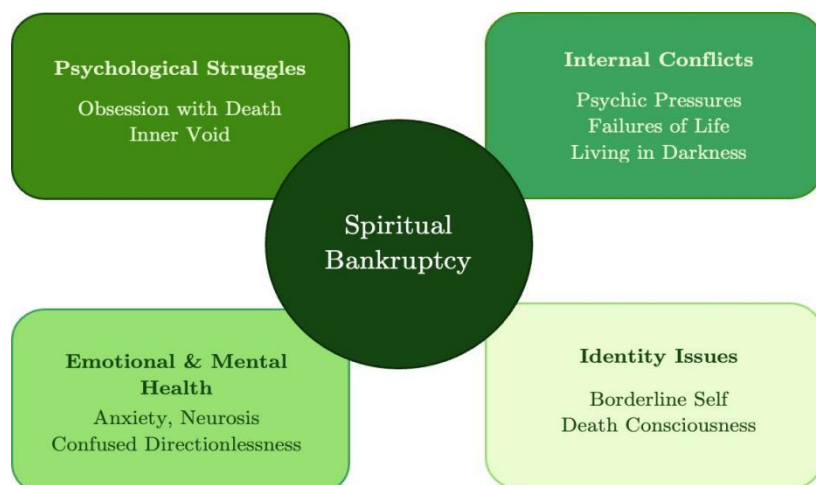 Psychological Struggles
Obsession with Death
Inner Void
Internal Conflicts
Psychic Pressures
Failures of Life
Living in Darkness
Spiritual
Bankruptcy
Emotional & Mental
Health
Anxiety, Neurosis
Confused Directionlessness
Identity Issues
Borderline Self
Death Consciousness